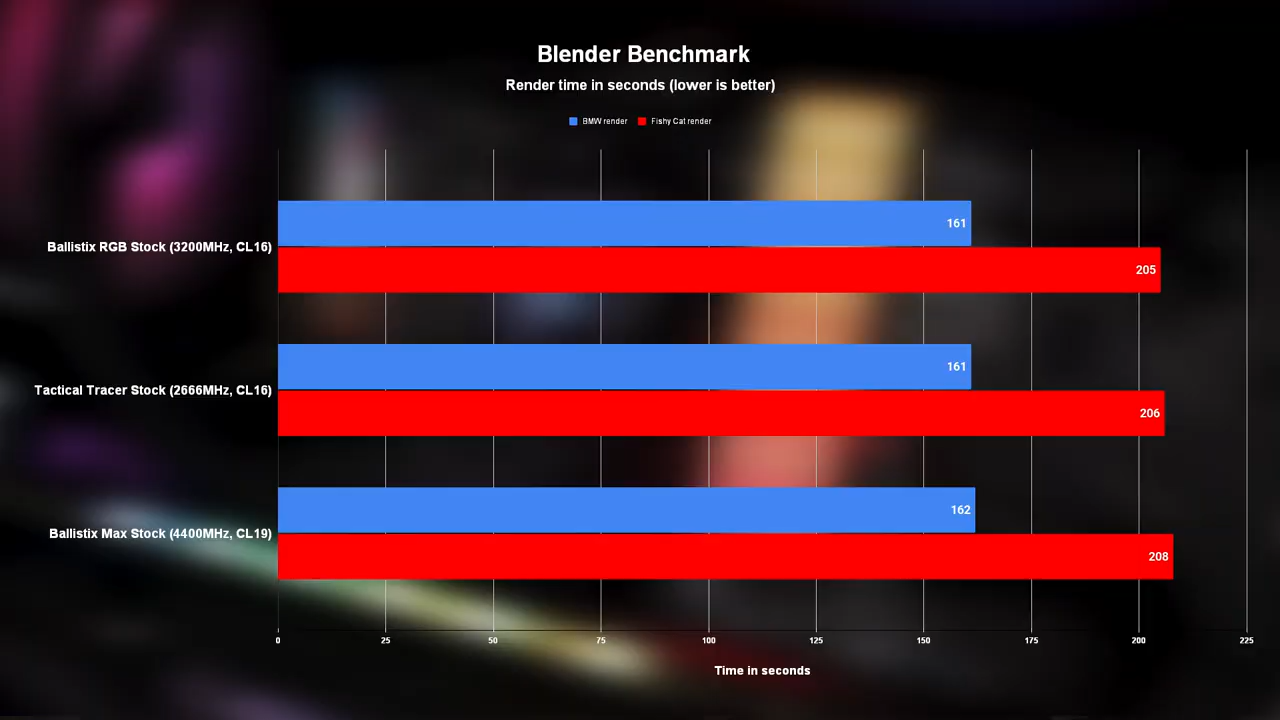 Blender Benchmark
Render time in seconds (lower is better)
BMW render Fishy Cat render
161
Ballistix RGB Stock (3200MHz, CL16)
205
161
Tactical Tracer Stock (2666MHz, CL16)
206
162
Ballistix Max Stock (4400MHz, CL19)
208
0 25 50 75 100 125 150 175 200 225
Time in seconds